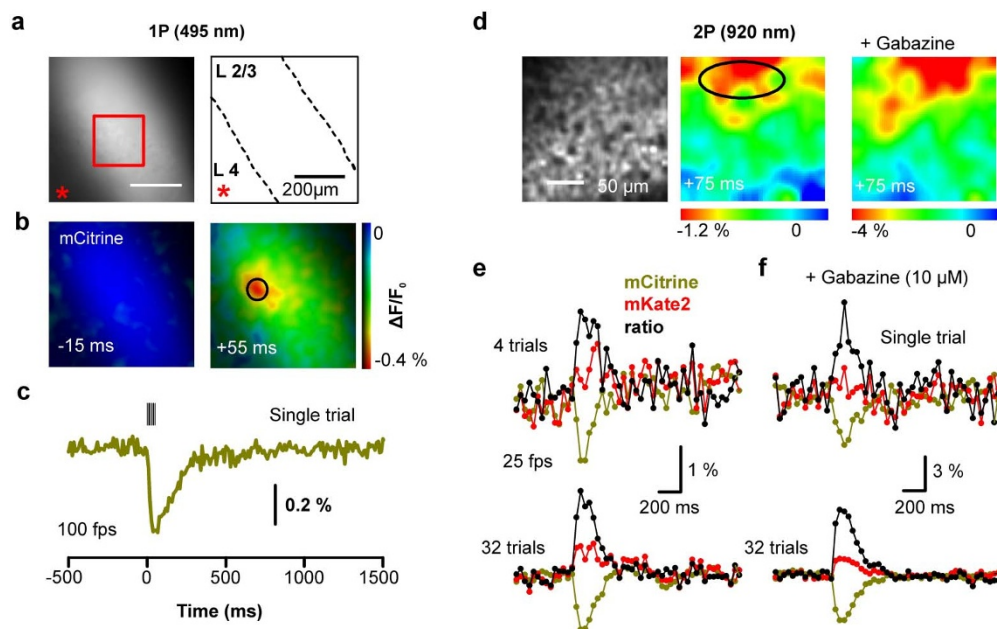 a
1P (495 nm)
L 2/3
L 4
*
*
200µm
b
mCitrine
-15 ms
+55 ms
0
ΔF/F₀
-0.4 %
c
Single trial
100 fps
0.2 %
-500
0
500
1000
1500
Time (ms)
d
2P (920 nm)
+ Gabazine
50 µm
+75 ms
+75 ms
-1.2 %
0
-4 %
0
e
mCitrine
mKate2
ratio
4 trials
25 fps
1 %
200 ms
32 trials
f
+ Gabazine (10 µM)
Single trial
3 %
200 ms
32 trials